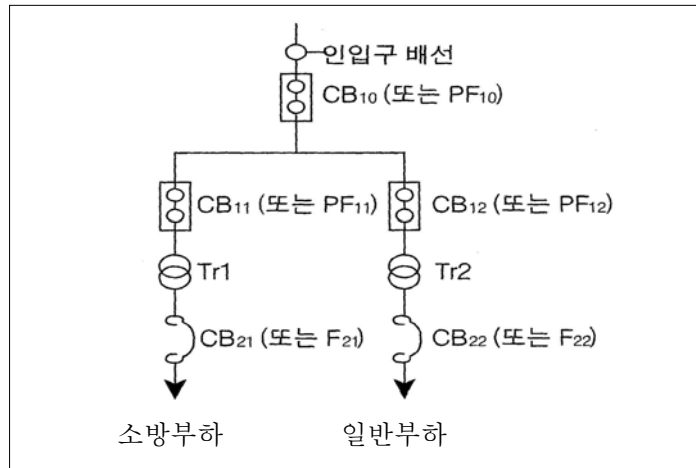 인입구 배선
CB₁₀ (또는 PF₁₀)
CB₁₁ (또는 PF₁₁)
CB₁₂ (또는 PF₁₂)
Tr1
Tr2
CB₂₁ (또는 F₂₁)
CB₂₂ (또는 F₂₂)
소방부하
일반부하